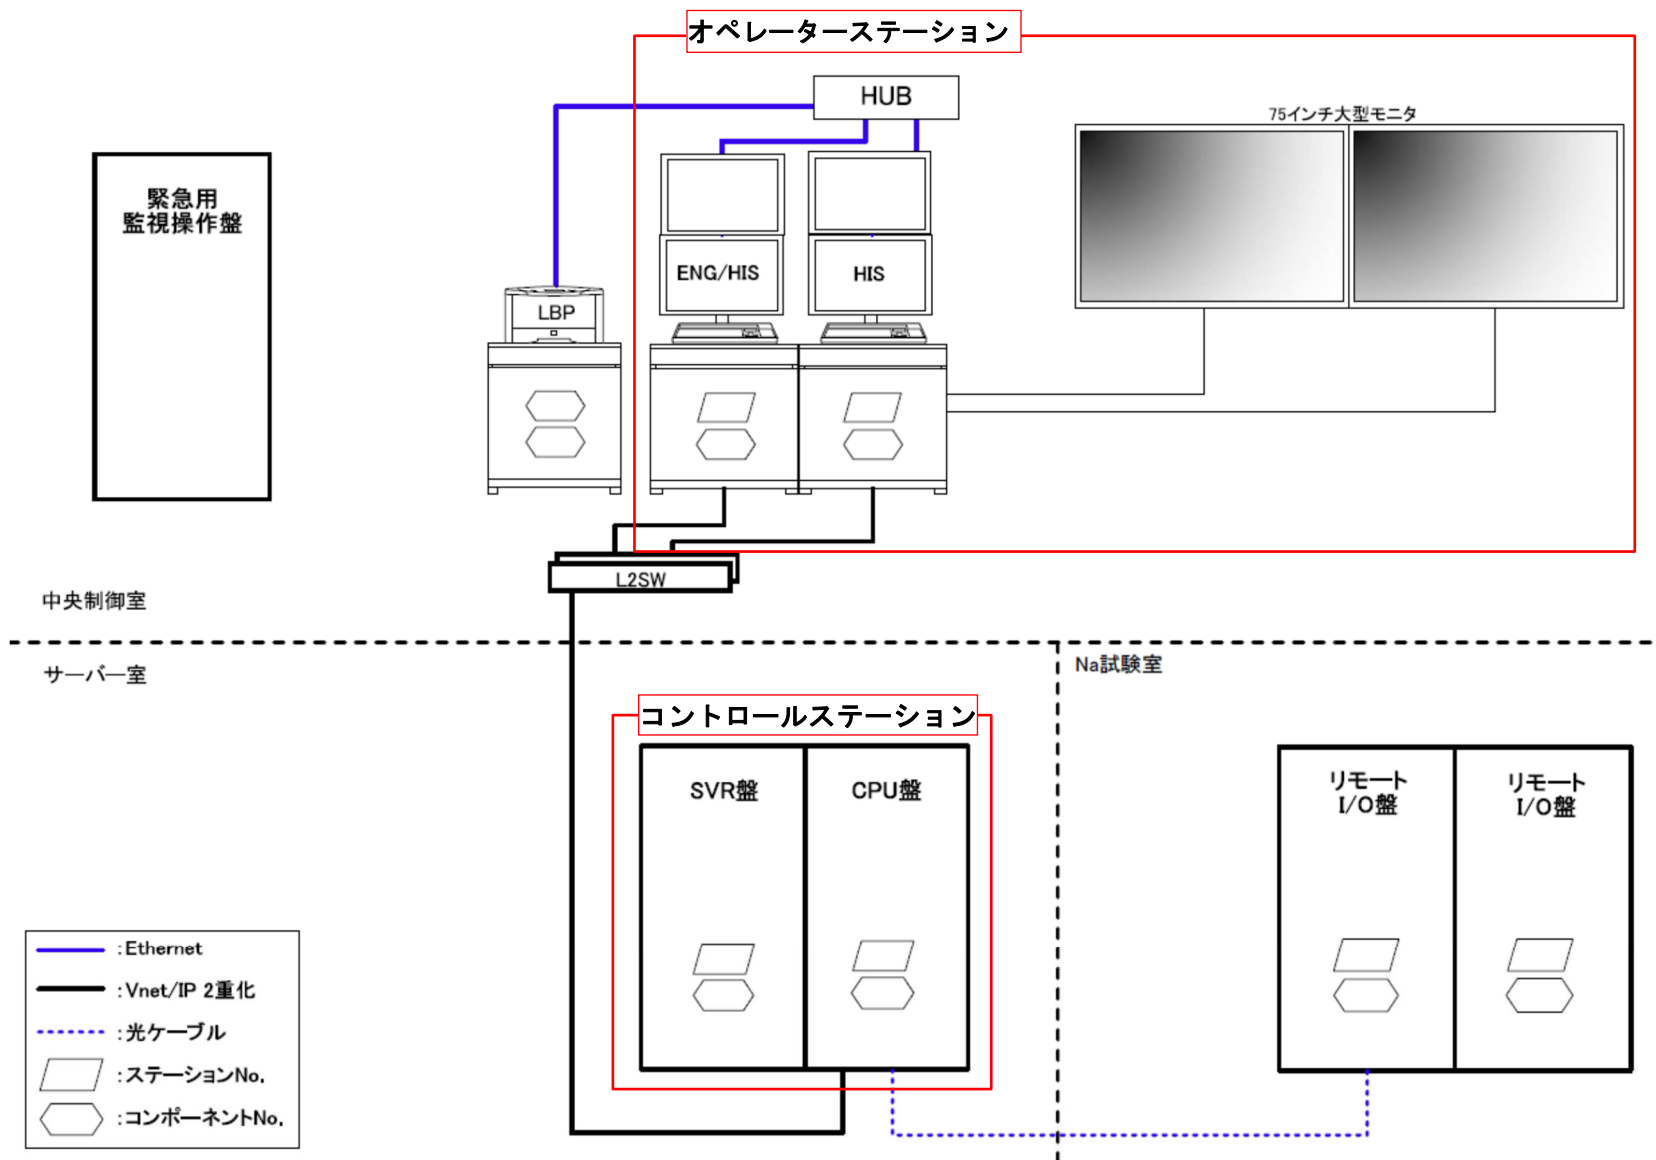 オペレーターステーション
HUB
75インチ大型モニタ
緊急用
監視操作盤
ENG/HIS
HIS
LBP
L2SW
中央制御室
サーバー室
Na試験室
コントロールステーション
SVR盤
CPU盤
リモート
I/O盤
リモート
I/O盤
:Ethernet
:Vnet/IP 2重化
:光ケーブル
:ステーションNo.
:コンポーネントNo.